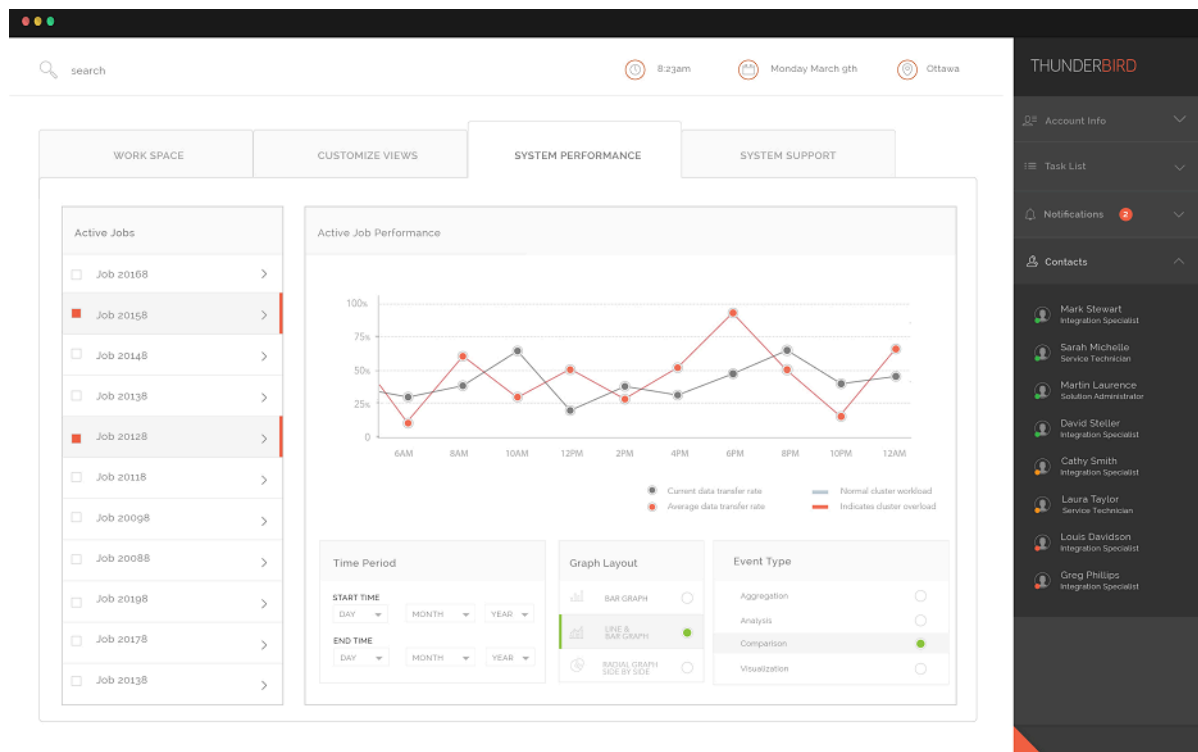 search
8:23am
Monday March 9th
Ottawa
THUNDERBIRD
WORK SPACE
CUSTOMIZE VIEWS
SYSTEM PERFORMANCE
SYSTEM SUPPORT
Active Jobs
Job 20168
Job 20158
Job 20148
Job 20138
Job 20128
Job 20118
Job 20098
Job 20088
Job 20198
Job 20178
Job 20138
Active Job Performance
100%
75%
50%
25%
0
6AM 8AM 10AM 12PM 2PM 4PM 6PM 8PM 10PM 12AM
Current data transfer rate
Average data transfer rate
Normal cluster workload
Indicates cluster overload
Time Period
START TIME
DAY MONTH YEAR
END TIME
DAY MONTH YEAR
Graph Layout
BAR GRAPH
LINE &
BAR GRAPH
RADIAL GRAPH
SIDE BY SIDE
Event Type
Aggregation
Analysis
Comparison
Visualization
Account Info
Task List
Notifications 2
Contacts
Mark Stewart
Integration Specialist
Sarah Michelle
Service Technician
Martin Laurence
Solution Administrator
David Steller
Integration Specialist
Cathy Smith
Integration Specialist
Laura Taylor
Service Technician
Louis Davidson
Integration Specialist
Greg Phillips
Integration Specialist